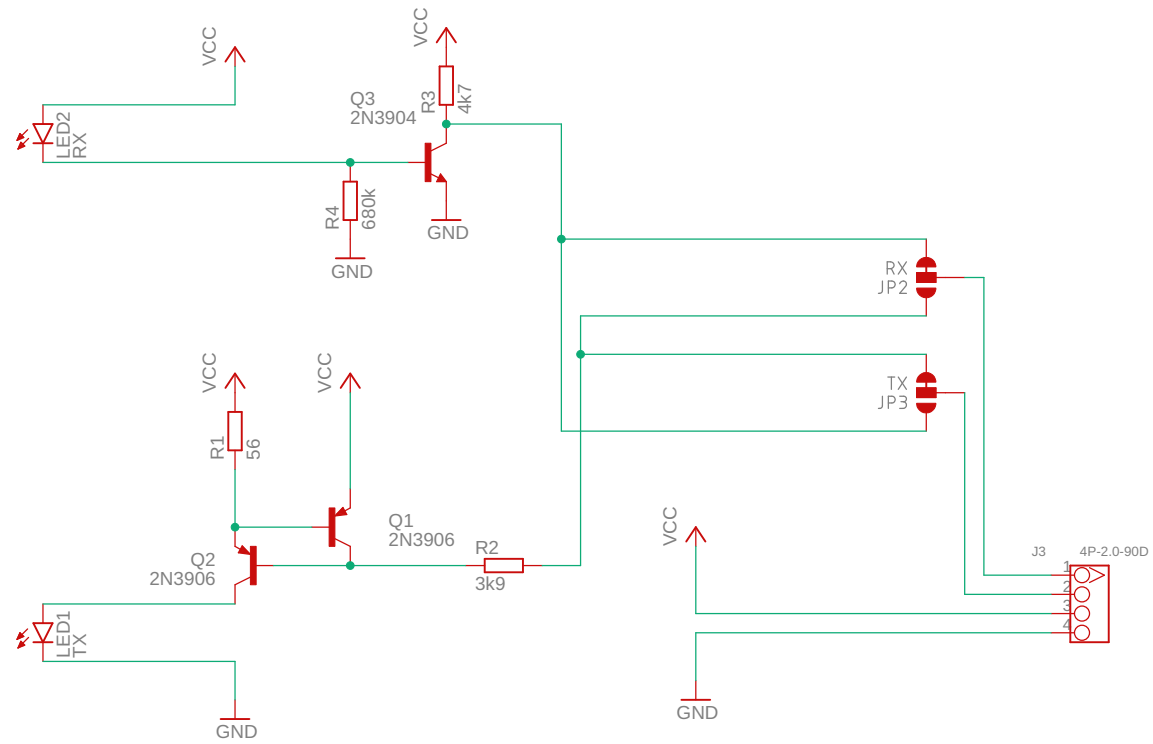 VCC
VCC
R3
4k7
Q3
2N3904
LED2
RX
R4
680k
GND
GND
RX
JP2
VCC
VCC
TX
JP3
R1
56
Q1
2N3906
Q2
2N3906
R2
3k9
VCC
J3
4P-2.0-90D
1
2
3
4
LED1
TX
GND
GND